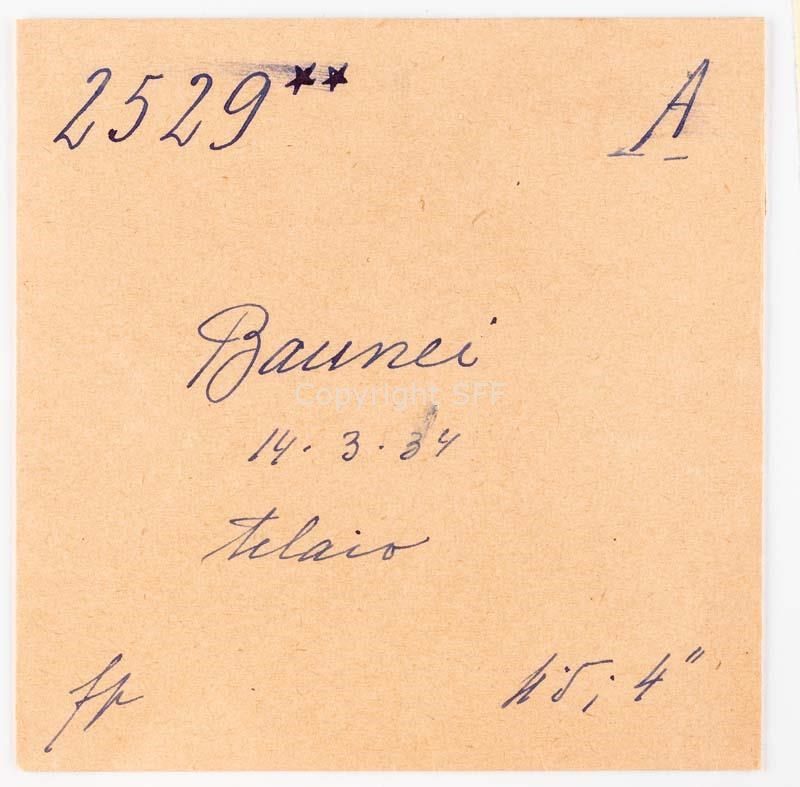 2529** A
Baunei
Copyright SFF
14.3.34
telaio
fp
45; 4"